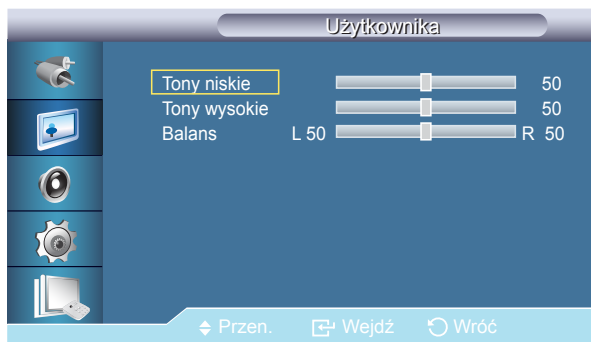 Użytkownika
Tony niskie 50
Tony wysokie 50
Balans L 50 R 50
Przen. Wejdź Wróć